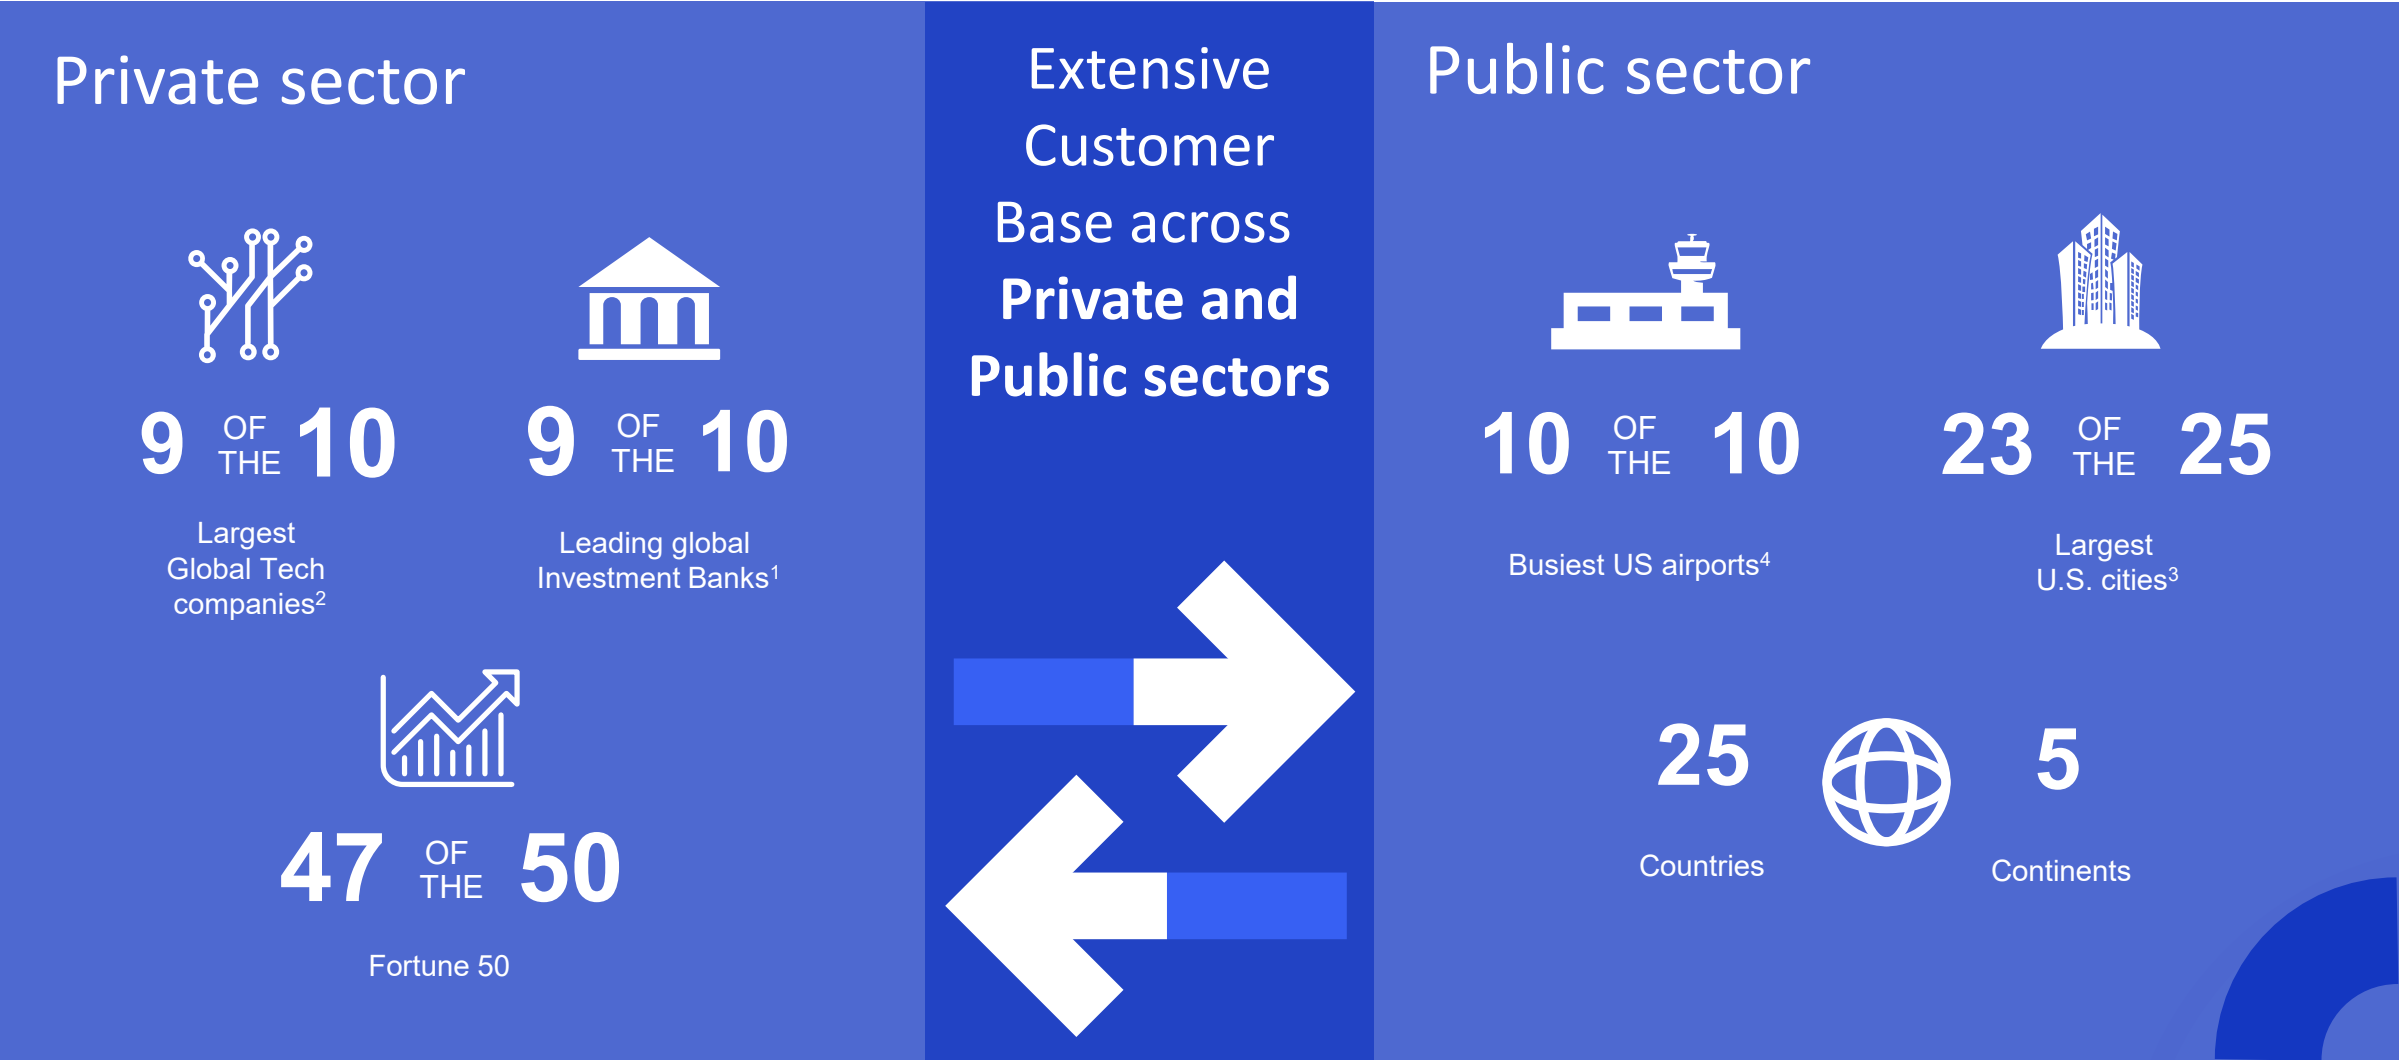 Private sector
9 OF THE 10
Largest
Global Tech
companies²
9 OF THE 10
Leading global
Investment Banks¹
47 OF THE 50
Fortune 50
Extensive
Customer
Base across
Private and
Public sectors
Public sector
10 OF THE 10
Busiest US airports⁴
23 OF THE 25
Largest
U.S. cities³
25
Countries
5
Continents